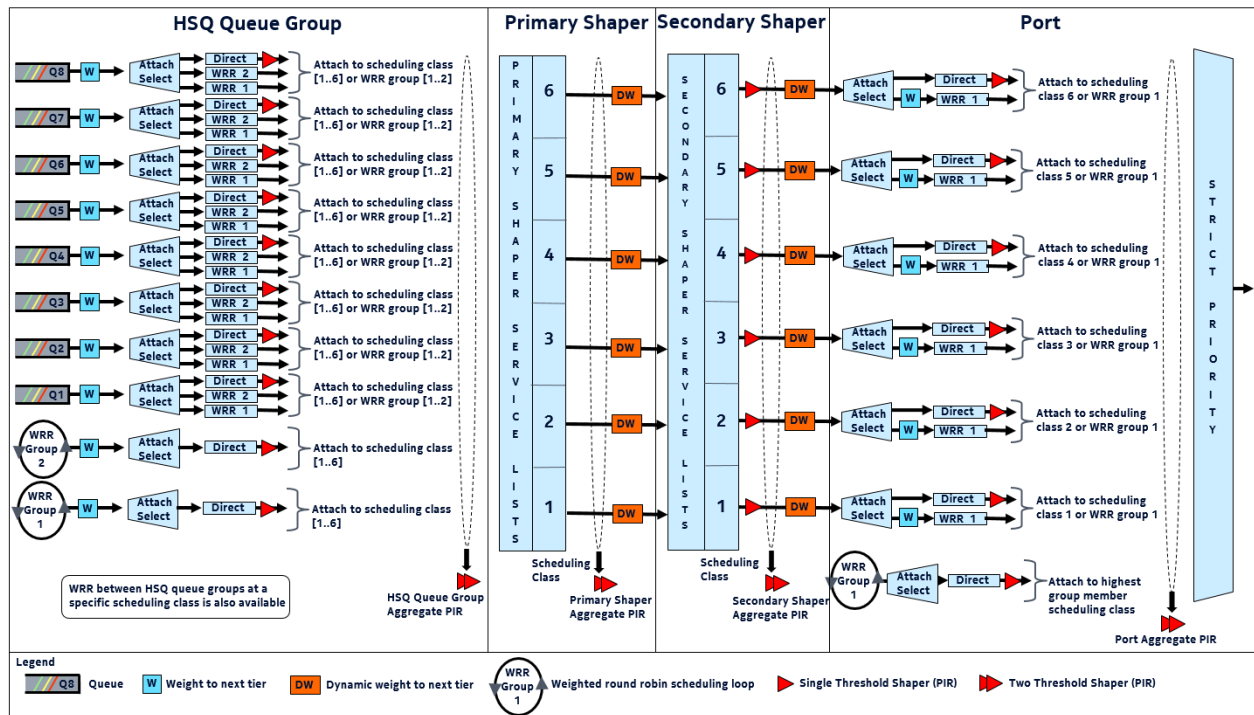 HSQ Queue Group
Primary Shaper
Secondary Shaper
Port
Q8
W
Attach
Select
Direct
WRR 2
WRR 1
Attach to scheduling class
[1..6] or WRR group [1..2]
Q7
W
Attach
Select
Direct
WRR 2
WRR 1
Attach to scheduling class
[1..6] or WRR group [1..2]
Q6
W
Attach
Select
Direct
WRR 2
WRR 1
Attach to scheduling class
[1..6] or WRR group [1..2]
Q5
W
Attach
Select
Direct
WRR 2
WRR 1
Attach to scheduling class
[1..6] or WRR group [1..2]
Q4
W
Attach
Select
Direct
WRR 2
WRR 1
Attach to scheduling class
[1..6] or WRR group [1..2]
Q3
W
Attach
Select
Direct
WRR 2
WRR 1
Attach to scheduling class
[1..6] or WRR group [1..2]
Q2
W
Attach
Select
Direct
WRR 2
WRR 1
Attach to scheduling class
[1..6] or WRR group [1..2]
Q1
W
Attach
Select
Direct
WRR 2
WRR 1
Attach to scheduling class
[1..6] or WRR group [1..2]
WRR
Group
2
W
Attach
Select
Direct
Attach to scheduling class
[1..6]
WRR
Group
1
W
Attach
Select
Direct
Attach to scheduling class
[1..6]
WRR between HSQ queue groups at a
specific scheduling class is also available
HSQ Queue Group
Aggregate PIR
PRIMARY SHAPER SERVICE LISTS
6
DW
5
DW
4
DW
3
DW
2
DW
1
DW
Scheduling
Class
Primary Shaper
Aggregate PIR
SECONDARY SHAPER SERVICE LISTS
6
DW
5
DW
4
DW
3
DW
2
DW
1
DW
Scheduling
Class
Secondary Shaper
Aggregate PIR
Attach
Select
W
Direct
WRR 1
Attach to scheduling
class 6 or WRR group 1
Attach
Select
W
Direct
WRR 1
Attach to scheduling
class 5 or WRR group 1
Attach
Select
W
Direct
WRR 1
Attach to scheduling
class 4 or WRR group 1
Attach
Select
W
Direct
WRR 1
Attach to scheduling
class 3 or WRR group 1
Attach
Select
W
Direct
WRR 1
Attach to scheduling
class 2 or WRR group 1
Attach
Select
W
Direct
WRR 1
Attach to scheduling
class 1 or WRR group 1
WRR
Group
1
Attach
Select
Direct
Attach to highest
group member
scheduling class
Port Aggregate PIR
STRICT PRIORITY
Legend
Q8
Queue
W
Weight to next tier
DW
Dynamic weight to next tier
WRR
Group
1
Weighted round robin scheduling loop
Single Threshold Shaper (PIR)
Two Threshold Shaper (PIR)